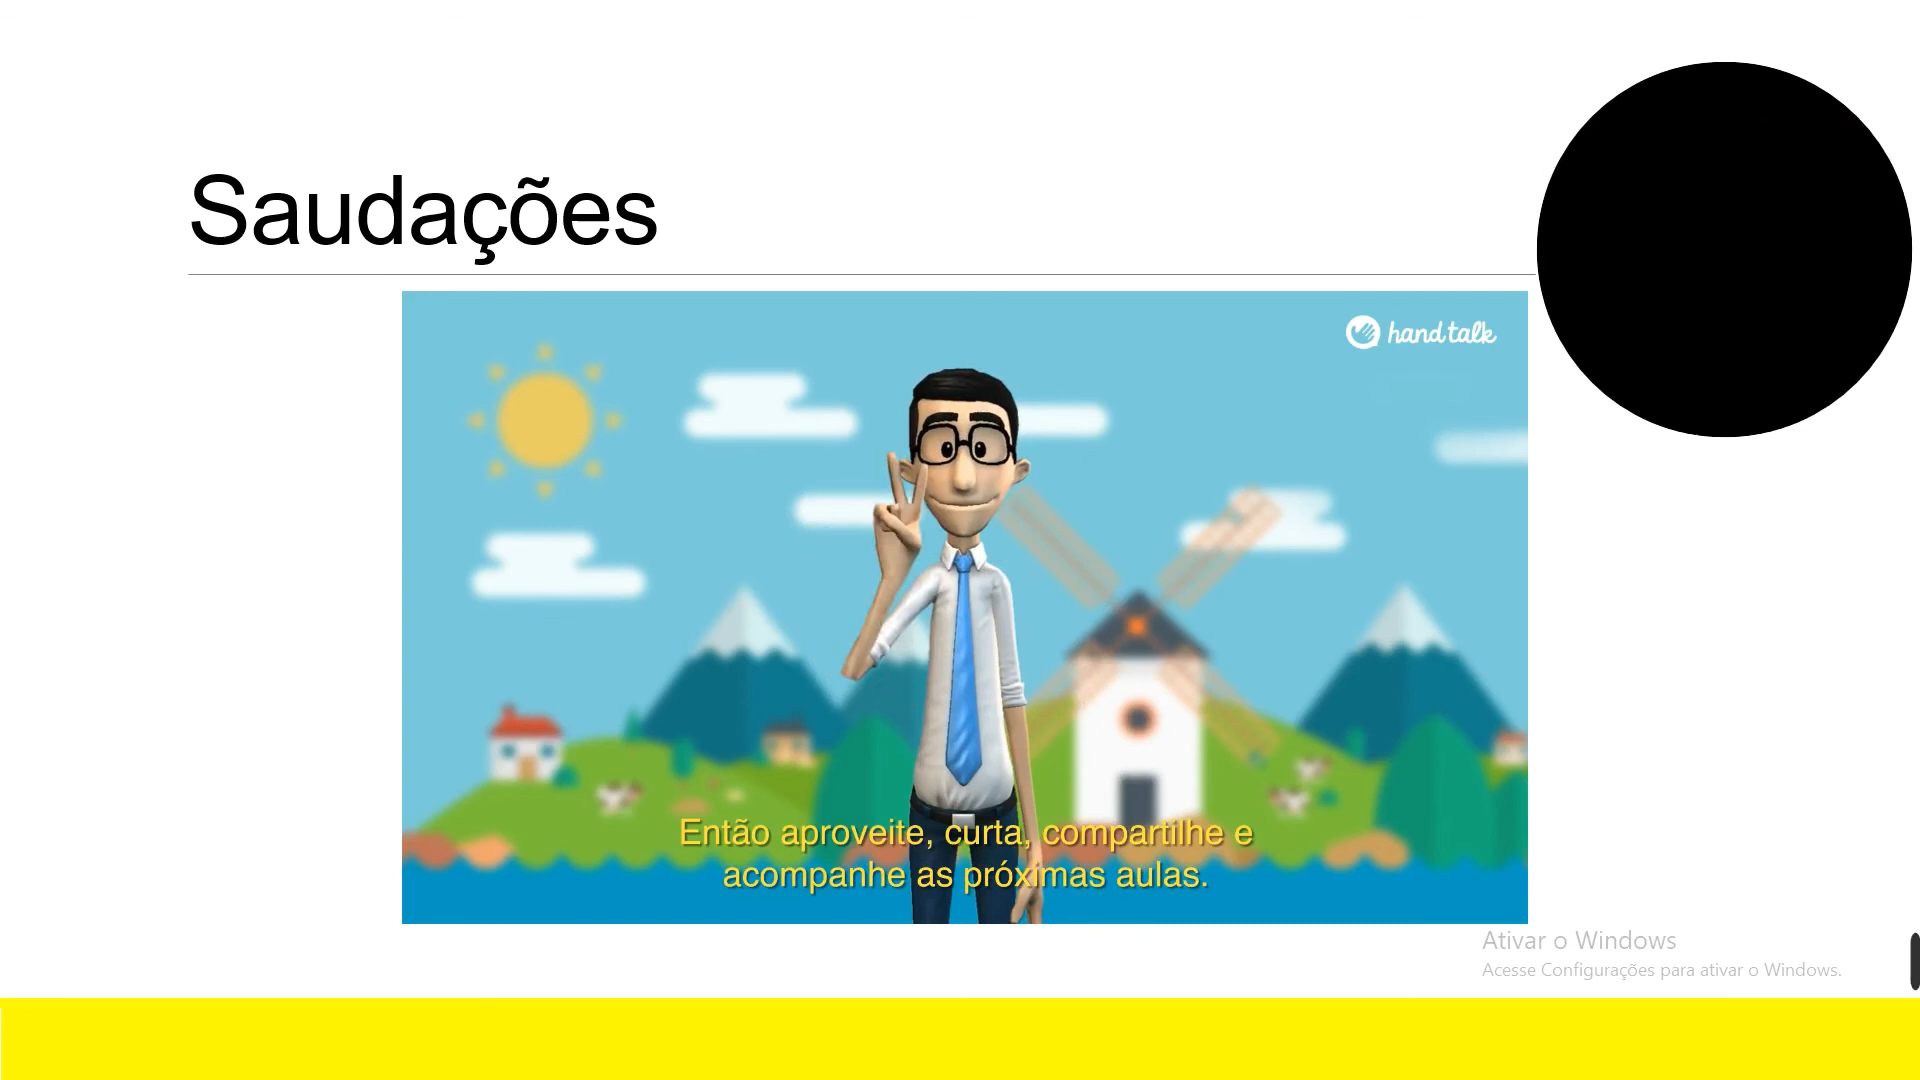 Saudações
hand talk
Então aproveite, curta, compartilhe e
acompanhe as próximas aulas.
Ativar o Windows
Acesse Configurações para ativar o Windows.